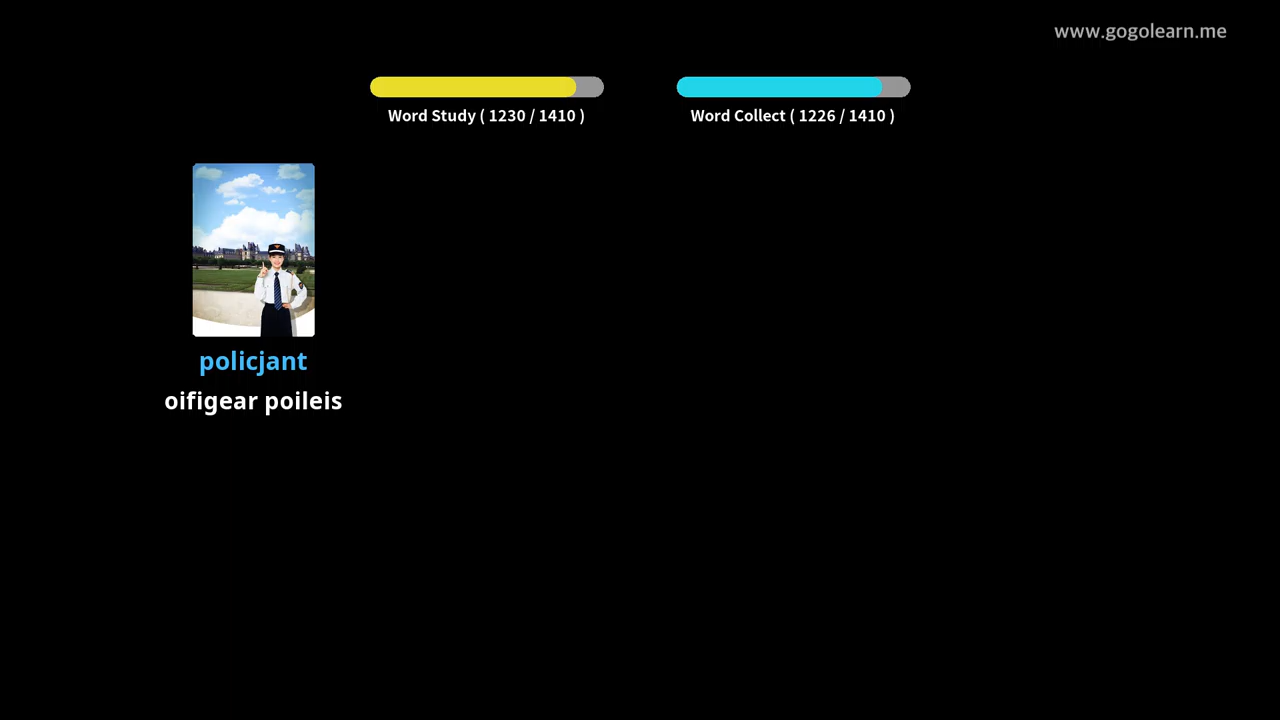 www.gogolearn.me
Word Study ( 1230 / 1410 )
Word Collect ( 1226 / 1410 )
policjant
oifigear poileis